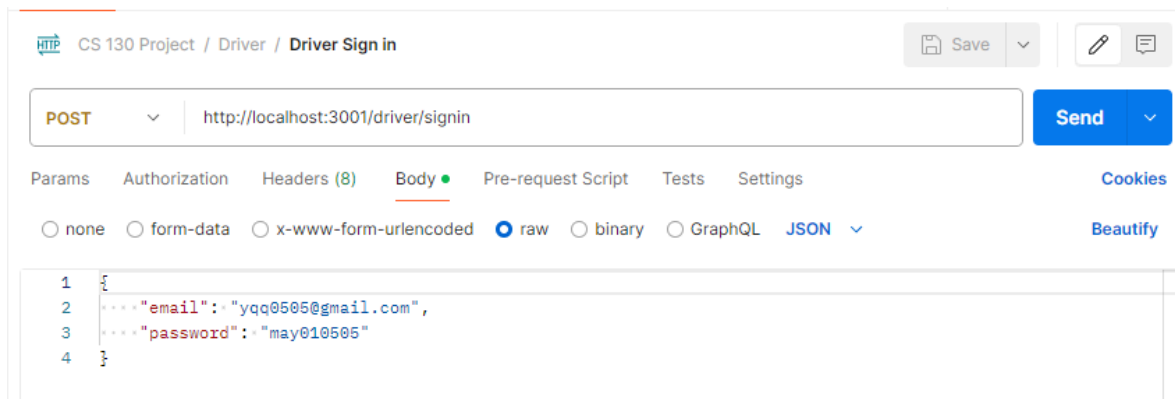 HTTP CS 130 Project / Driver / Driver Sign in Save
POST http://localhost:3001/driver/signin Send
Params Authorization Headers (8) Body Pre-request Script Tests Settings Cookies
none form-data x-www-form-urlencoded raw binary GraphQL JSON Beautify
1 {
2 "email": "yqq0505@gmail.com",
3 "password": "may010505"
4 }